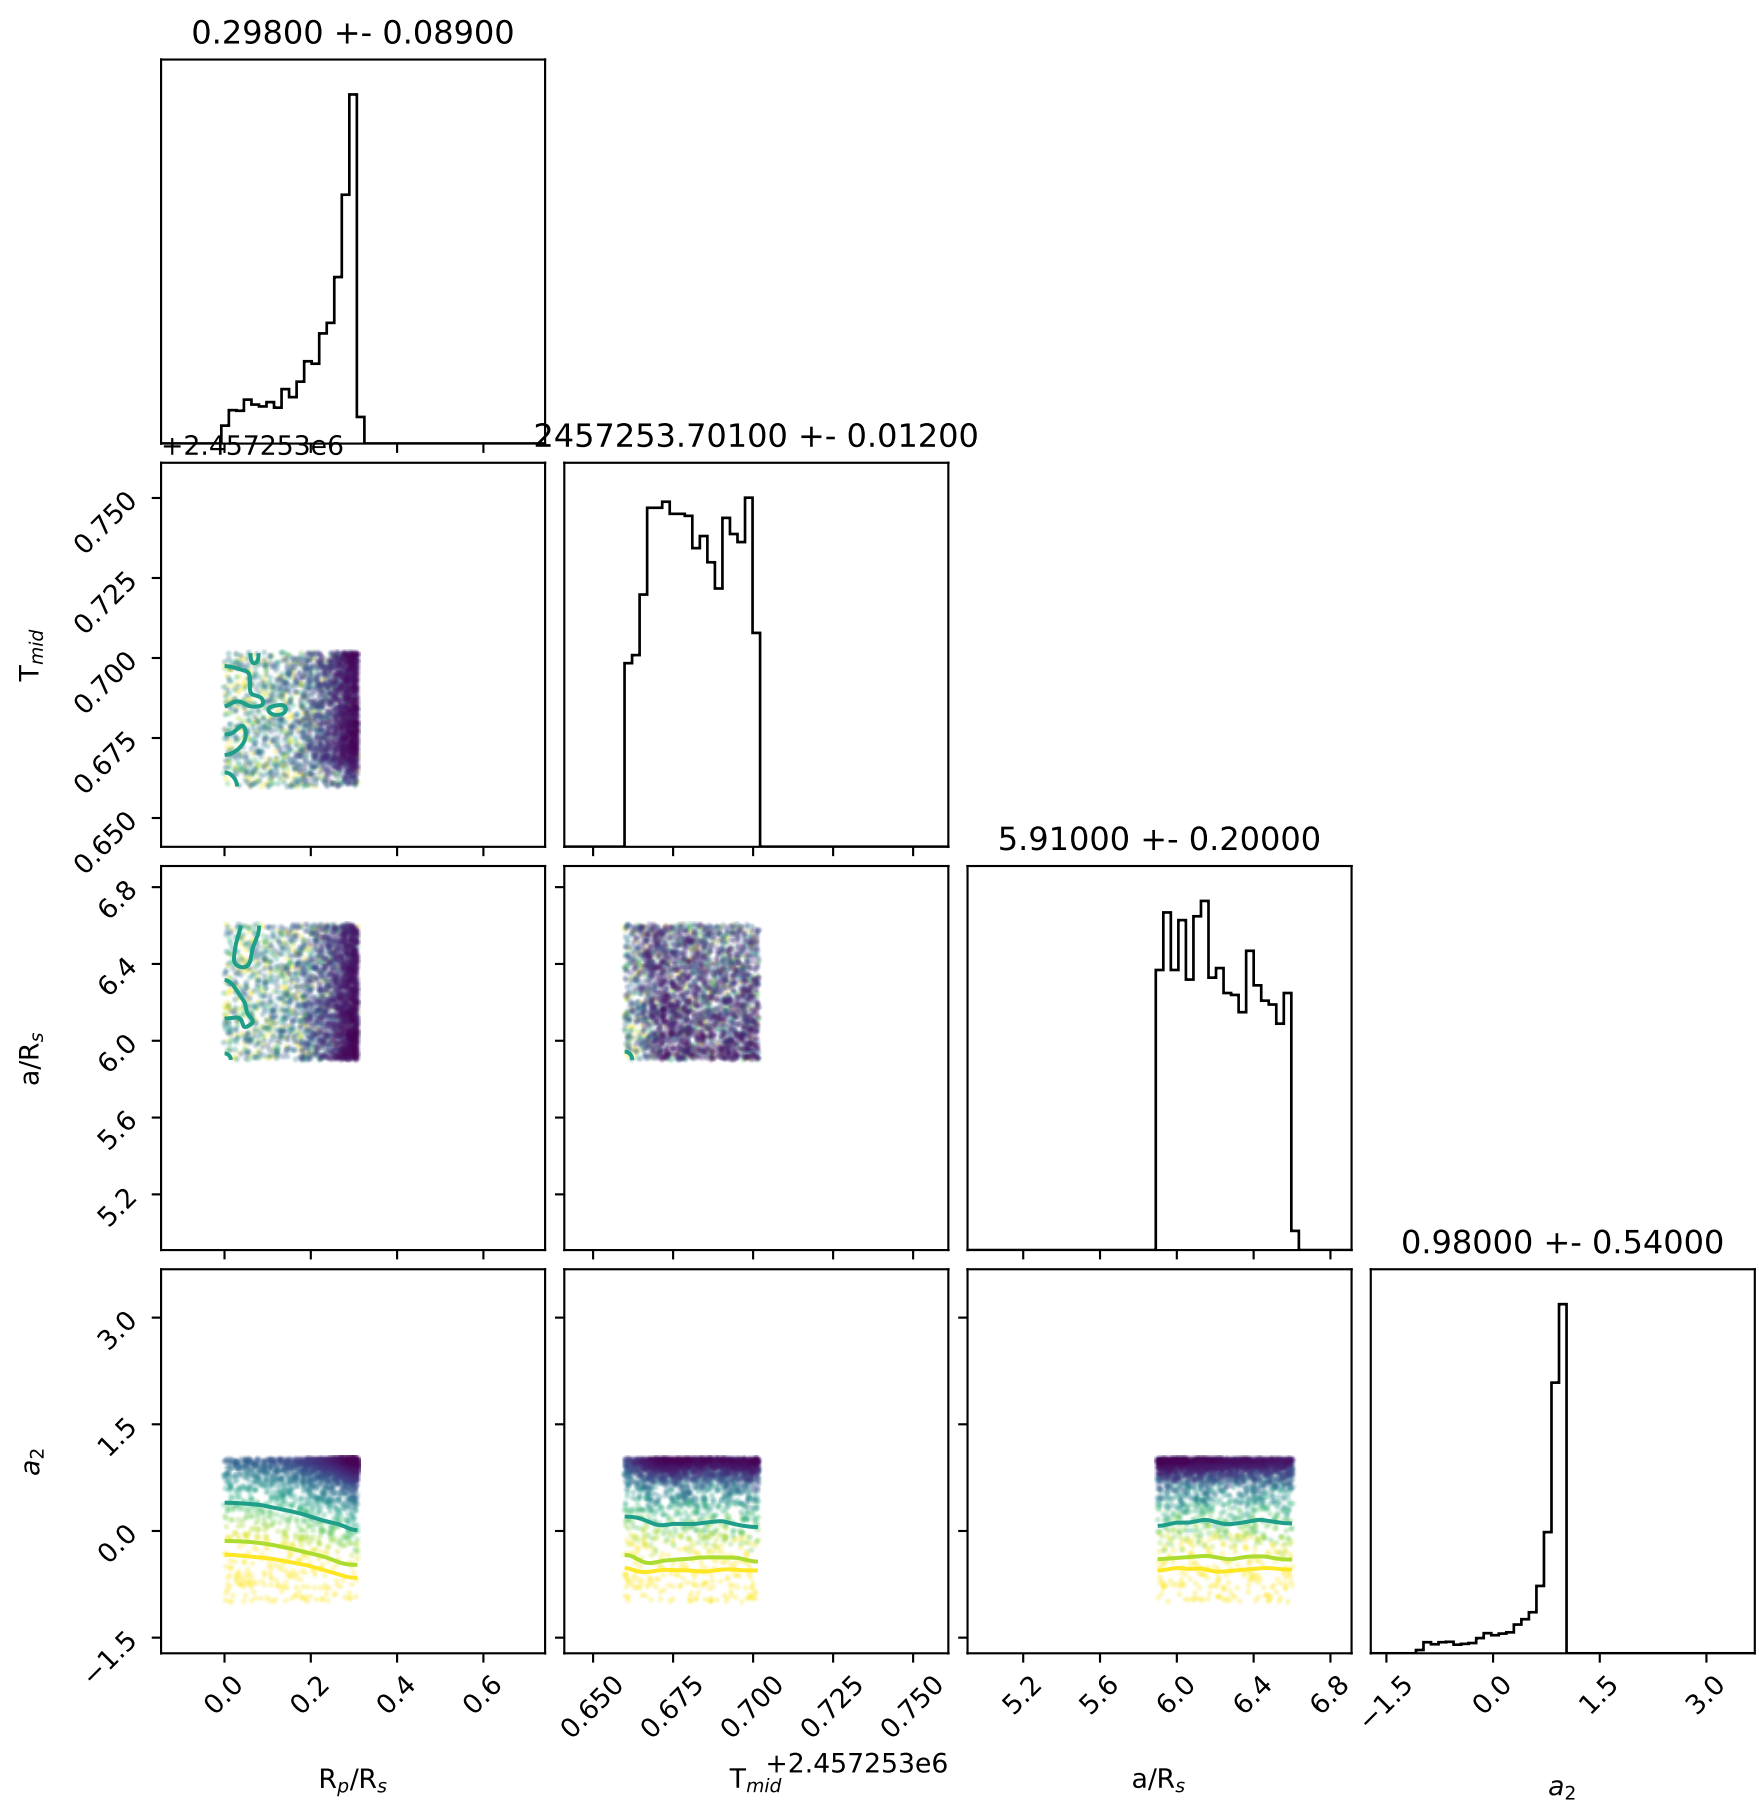 0.29800 +- 0.08900
+2.457253e6
2457253.70100 +- 0.01200
T_mid
0.750
0.725
0.700
0.675
0.650
5.91000 +- 0.20000
a/R_s
6.8
6.4
6.0
5.6
5.2
0.98000 +- 0.54000
a_2
3.0
1.5
0.0
−1.5
0.0 0.2 0.4 0.6
0.650 0.675 0.700 0.725 0.750
5.2 5.6 6.0 6.4 6.8
−1.5 0.0 1.5 3.0
+2.457253e6
R_p/R_s
T_mid
a/R_s
a_2